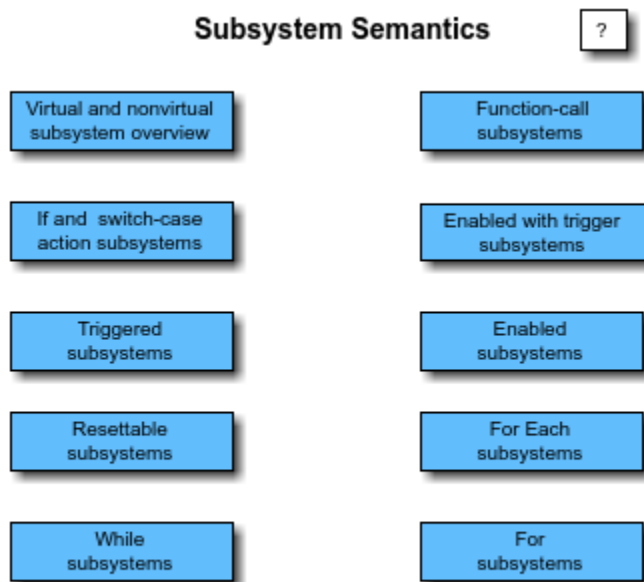 Subsystem Semantics
?
Virtual and nonvirtual
subsystem overview
Function-call
subsystems
If and switch-case
action subsystems
Enabled with trigger
subsystems
Triggered
subsystems
Enabled
subsystems
Resettable
subsystems
For Each
subsystems
While
subsystems
For
subsystems